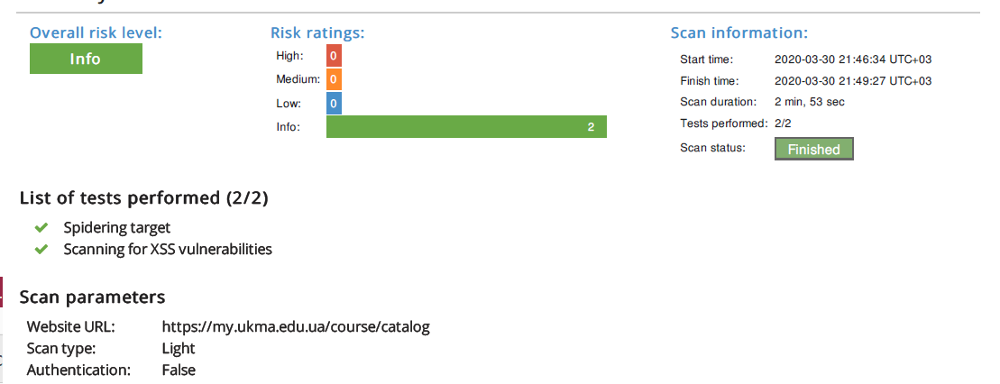 Overall risk level:
Info
Risk ratings:
High: 0
Medium: 0
Low: 0
Info: 2
Scan information:
Start time: 2020-03-30 21:46:34 UTC+03
Finish time: 2020-03-30 21:49:27 UTC+03
Scan duration: 2 min, 53 sec
Tests performed: 2/2
Scan status: Finished
List of tests performed (2/2)
Spidering target
Scanning for XSS vulnerabilities
Scan parameters
Website URL: https://my.ukma.edu.ua/course/catalog
Scan type: Light
Authentication: False